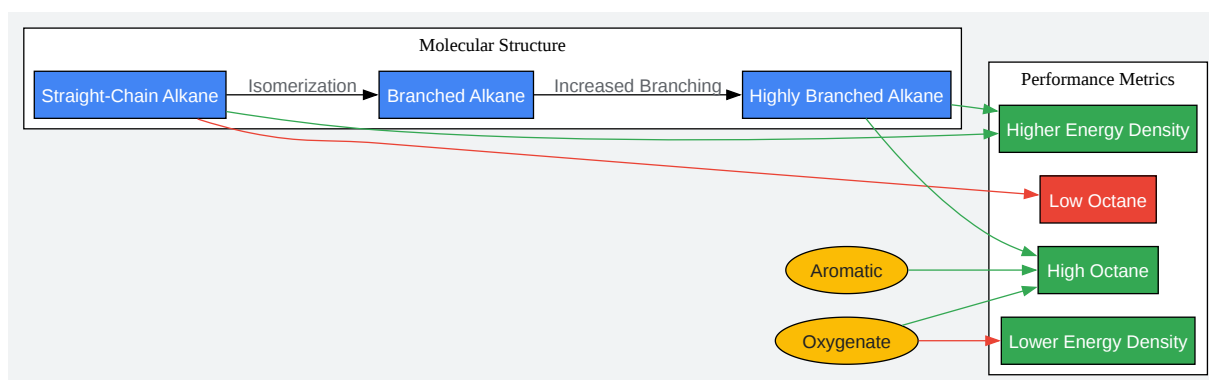 Molecular Structure
Straight-Chain Alkane
Isomerization
Branched Alkane
Increased Branching
Highly Branched Alkane
Performance Metrics
Higher Energy Density
Low Octane
High Octane
Lower Energy Density
Aromatic
Oxygenate